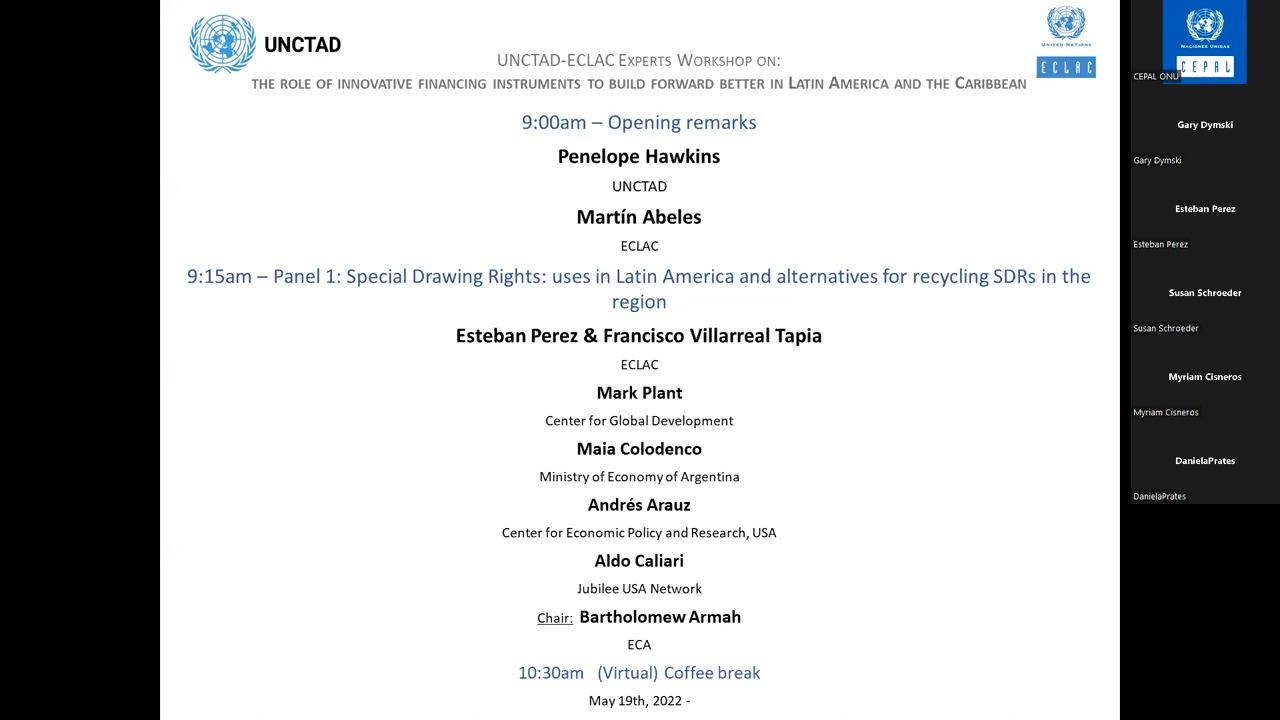 UNCTAD
UNITED NATIONS
ECLAC
UNCTAD-ECLAC EXPERTS WORKSHOP ON:
THE ROLE OF INNOVATIVE FINANCING INSTRUMENTS TO BUILD FORWARD BETTER IN LATIN AMERICA AND THE CARIBBEAN
9:00am – Opening remarks
Penelope Hawkins
UNCTAD
Martín Abeles
ECLAC
9:15am – Panel 1: Special Drawing Rights: uses in Latin America and alternatives for recycling SDRs in the
region
Esteban Perez & Francisco Villarreal Tapia
ECLAC
Mark Plant
Center for Global Development
Maia Colodenco
Ministry of Economy of Argentina
Andrés Arauz
Center for Economic Policy and Research, USA
Aldo Caliari
Jubilee USA Network
Chair: Bartholomew Armah
ECA
10:30am (Virtual) Coffee break
May 19th, 2022 -
NACIONES UNIDAS
CEPAL
CEPAL ONU
Gary Dymski
Gary Dymski
Esteban Perez
Esteban Perez
Susan Schroeder
Susan Schroeder
Myriam Cisneros
Myriam Cisneros
DanielaPrates
DanielaPrates